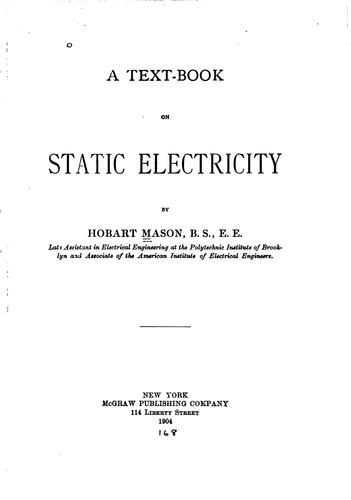 A TEXT-BOOK
ON
STATIC ELECTRICITY
BY
HOBART MASON, B. S., E. E.
Late Assistant in Electrical Engineering at the Polytechnic Institute of Brook-
lyn and Associate of the American Institute of Electrical Engineers.
NEW YORK
McGRAW PUBLISHING COMPANY
114 LIBERTY STREET
1904
168